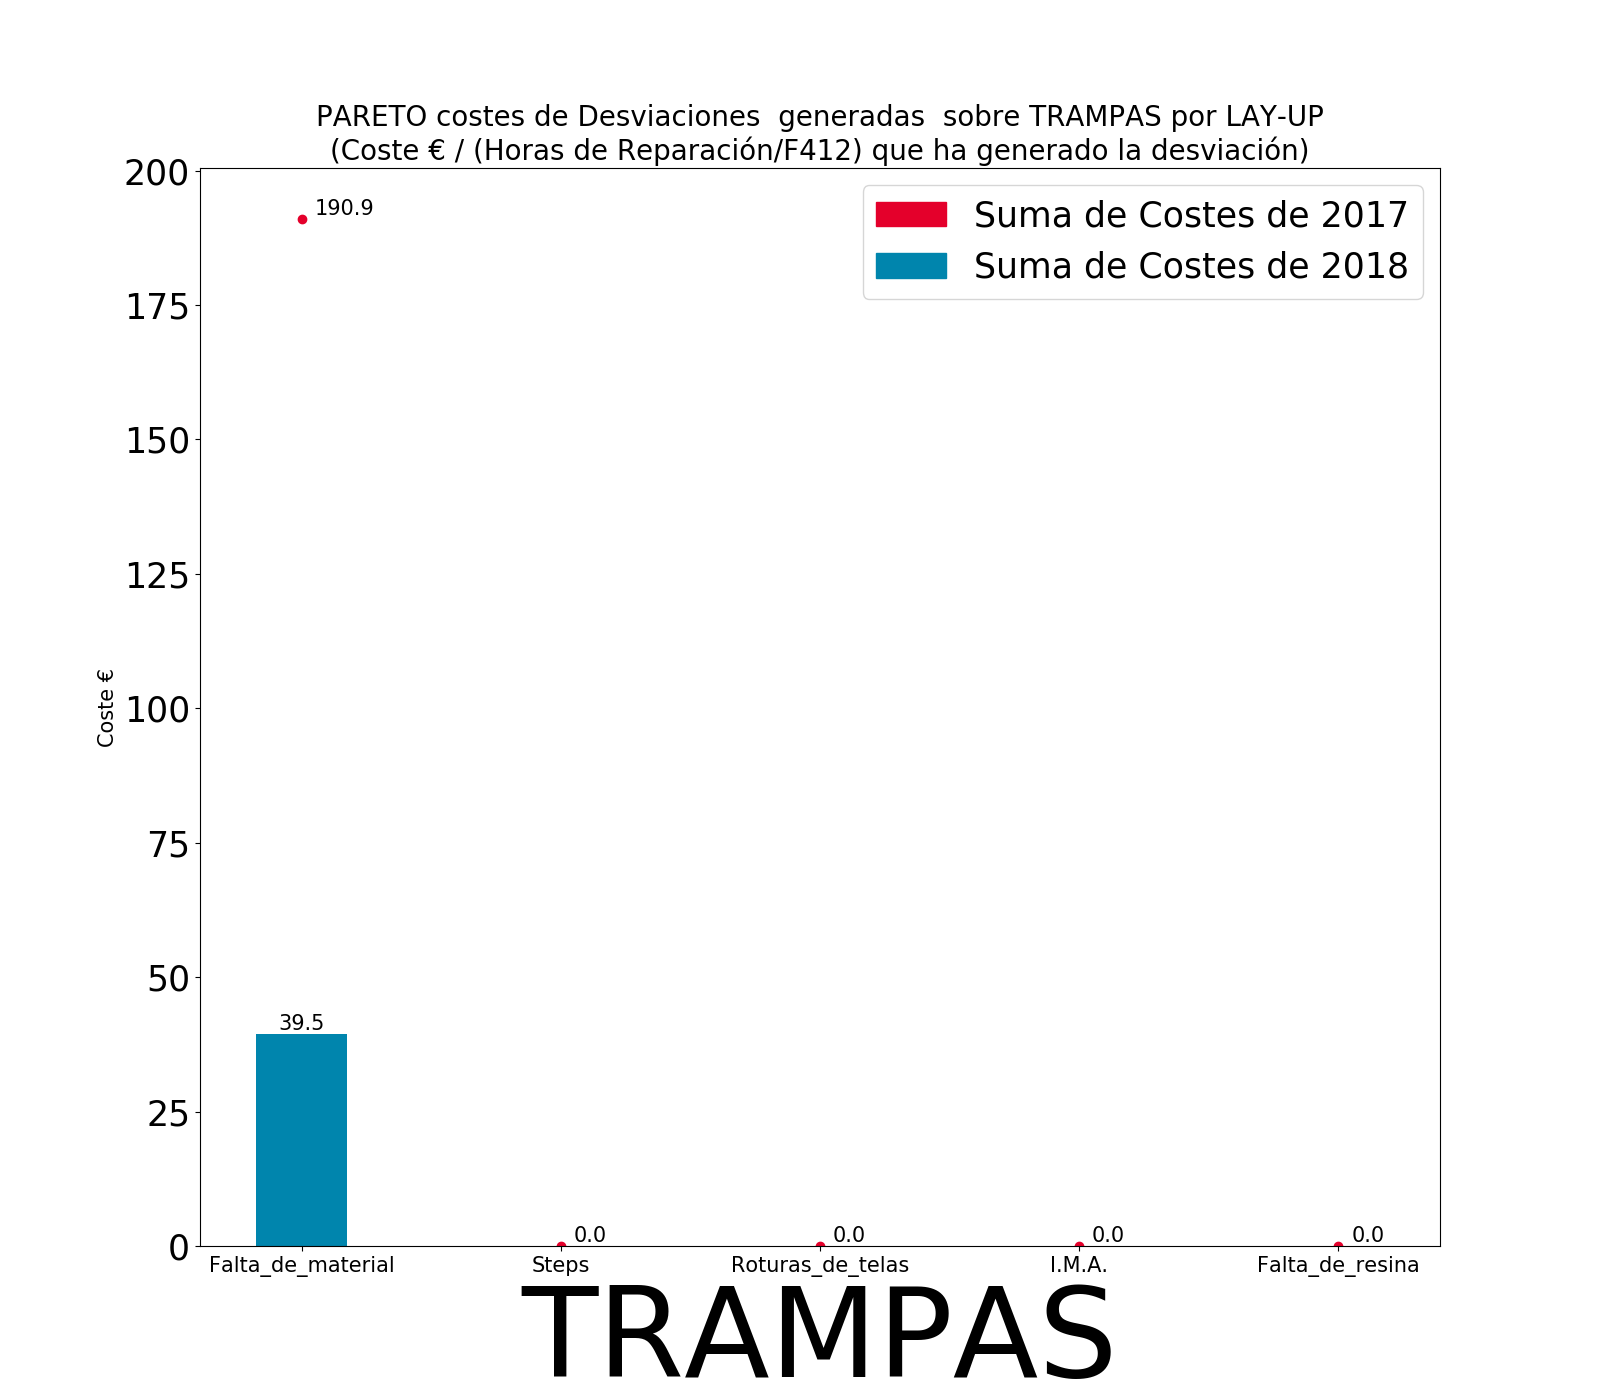 PARETO costes de Desviaciones  generadas  sobre TRAMPAS por LAY-UP
(Coste € / (Horas de Reparación/F412) que ha generado la desviación)
200
190.9
Suma de Costes de 2017
Suma de Costes de 2018
175
150
125
100
Coste €
75
50
39.5
25
0
0.0
0.0
0.0
0.0
Falta_de_material
Steps
Roturas_de_telas
I.M.A.
Falta_de_resina
TRAMPAS